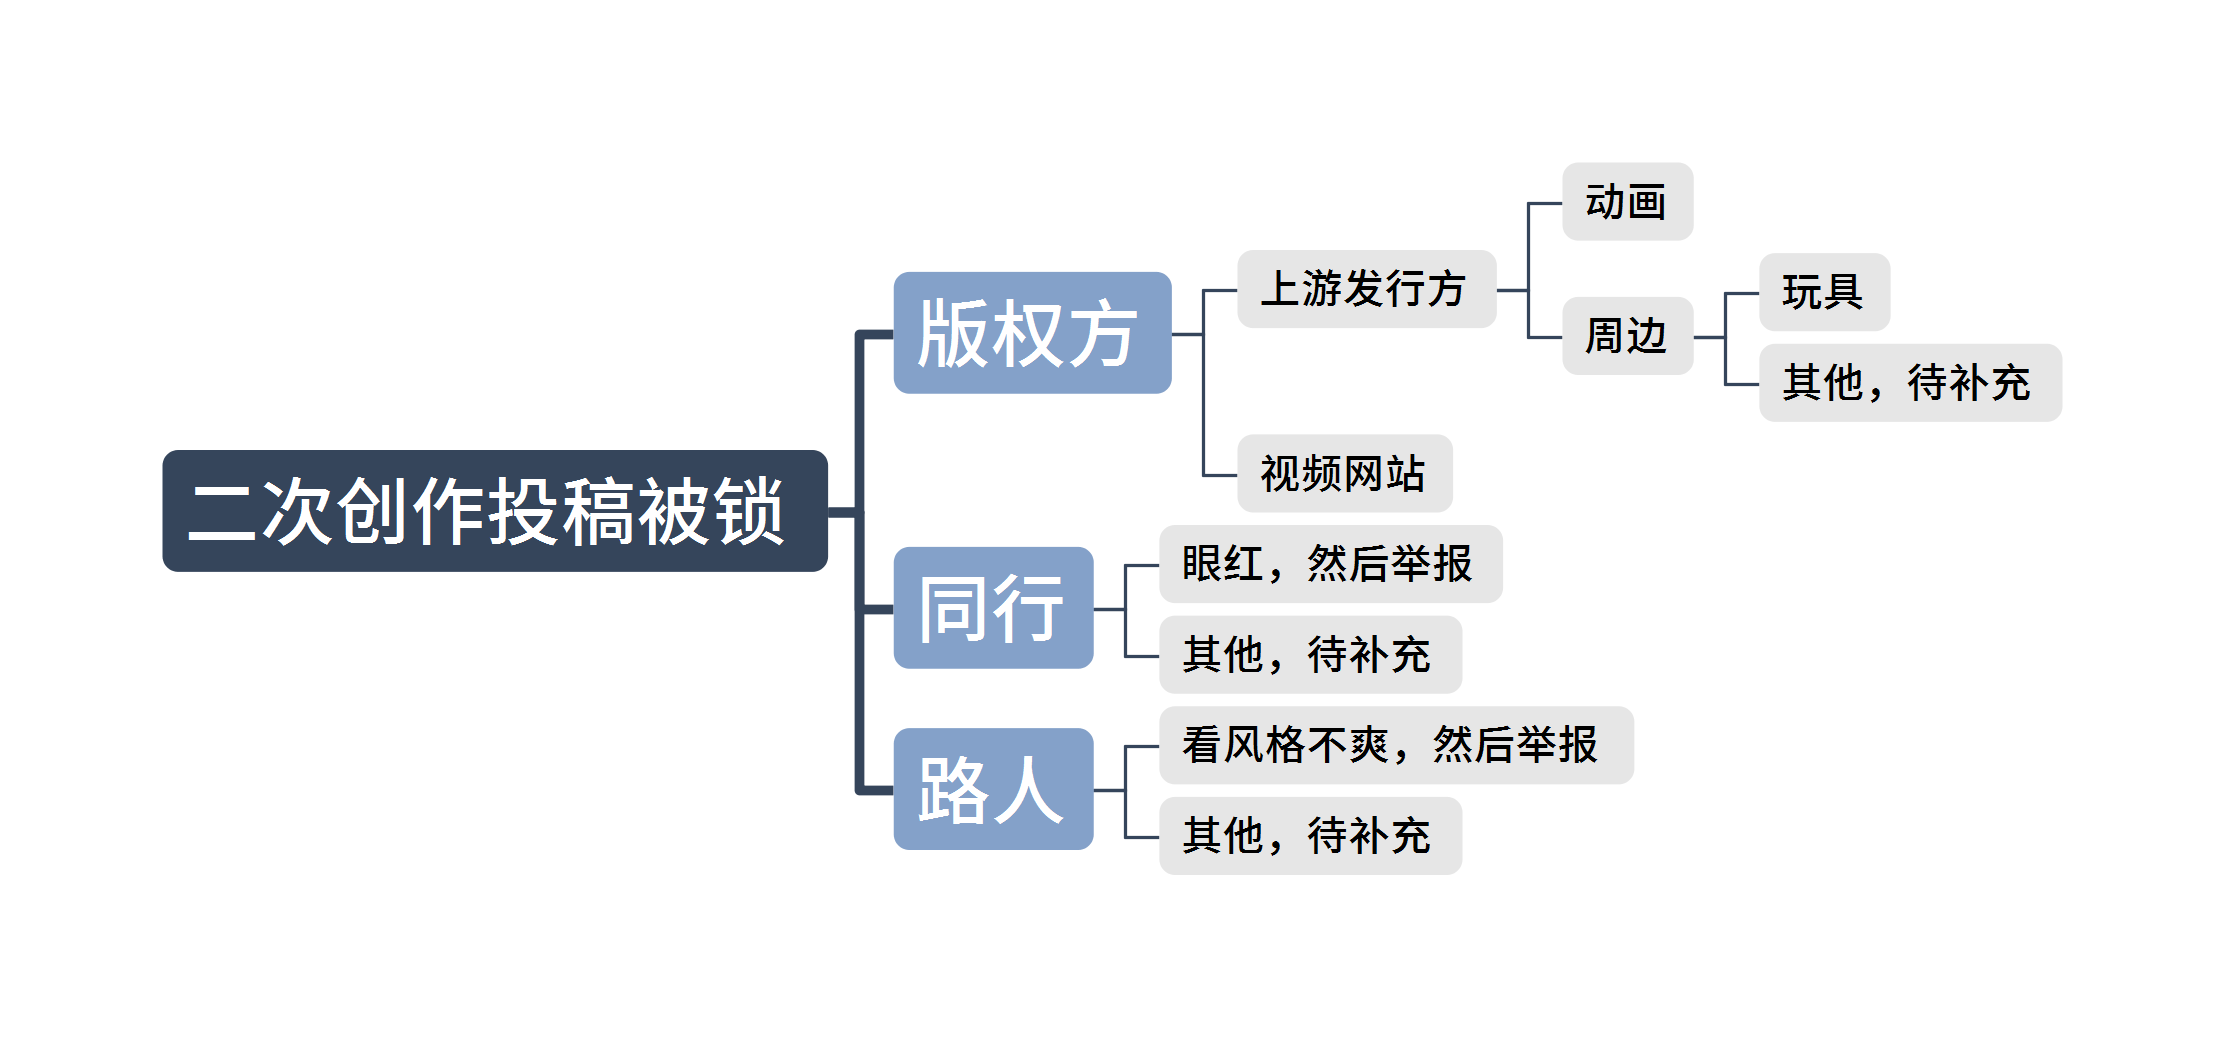 二次创作投稿被锁
版权方
上游发行方
动画
周边
玩具
其他，待补充
视频网站
同行
眼红，然后举报
其他，待补充
路人
看风格不爽，然后举报
其他，待补充